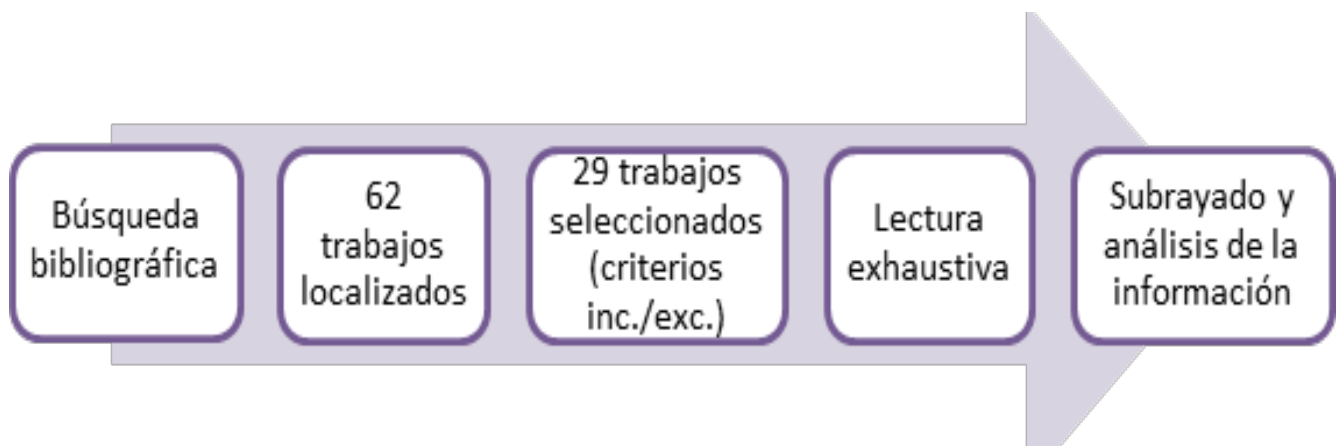 Búsqueda
bibliográfica
62
trabajos
localizados
29 trabajos
seleccionados
(criterios
inc./exc.)
Lectura
exhaustiva
Subrayado y
análisis de la
información